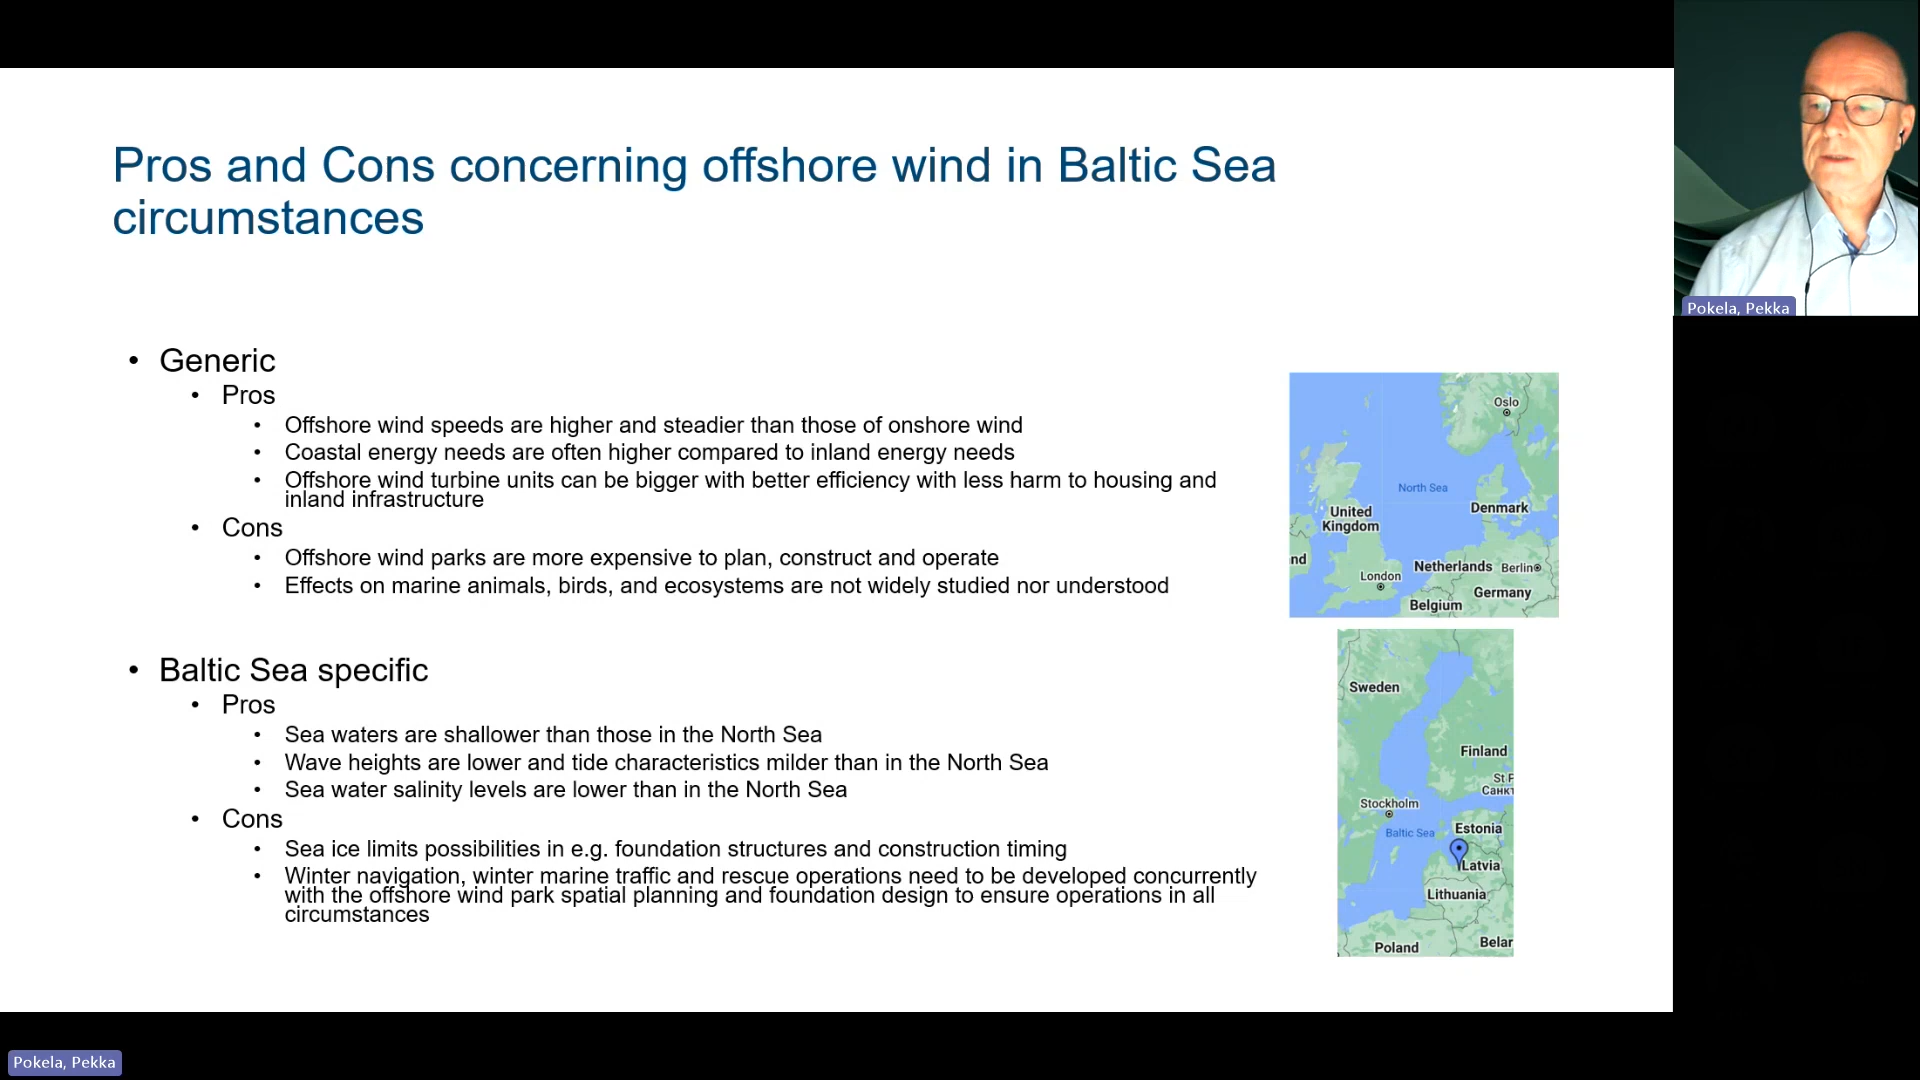 Pros and Cons concerning offshore wind in Baltic Sea
circumstances
Pokela, Pekka
• Generic
• Pros
• Offshore wind speeds are higher and steadier than those of onshore wind
• Coastal energy needs are often higher compared to inland energy needs
• Offshore wind turbine units can be bigger with better efficiency with less harm to housing and
inland infrastructure
• Cons
• Offshore wind parks are more expensive to plan, construct and operate
• Effects on marine animals, birds, and ecosystems are not widely studied nor understood
Oslo
North Sea
United
Kingdom
Denmark
nd
London
Netherlands
Berlin
Germany
Belgium
• Baltic Sea specific
• Pros
• Sea waters are shallower than those in the North Sea
• Wave heights are lower and tide characteristics milder than in the North Sea
• Sea water salinity levels are lower than in the North Sea
• Cons
• Sea ice limits possibilities in e.g. foundation structures and construction timing
• Winter navigation, winter marine traffic and rescue operations need to be developed concurrently
with the offshore wind park spatial planning and foundation design to ensure operations in all
circumstances
Sweden
Finland
St F
Санкт
Stockholm
Baltic Sea
Estonia
Latvia
Lithuania
Poland
Belar
Pokela, Pekka